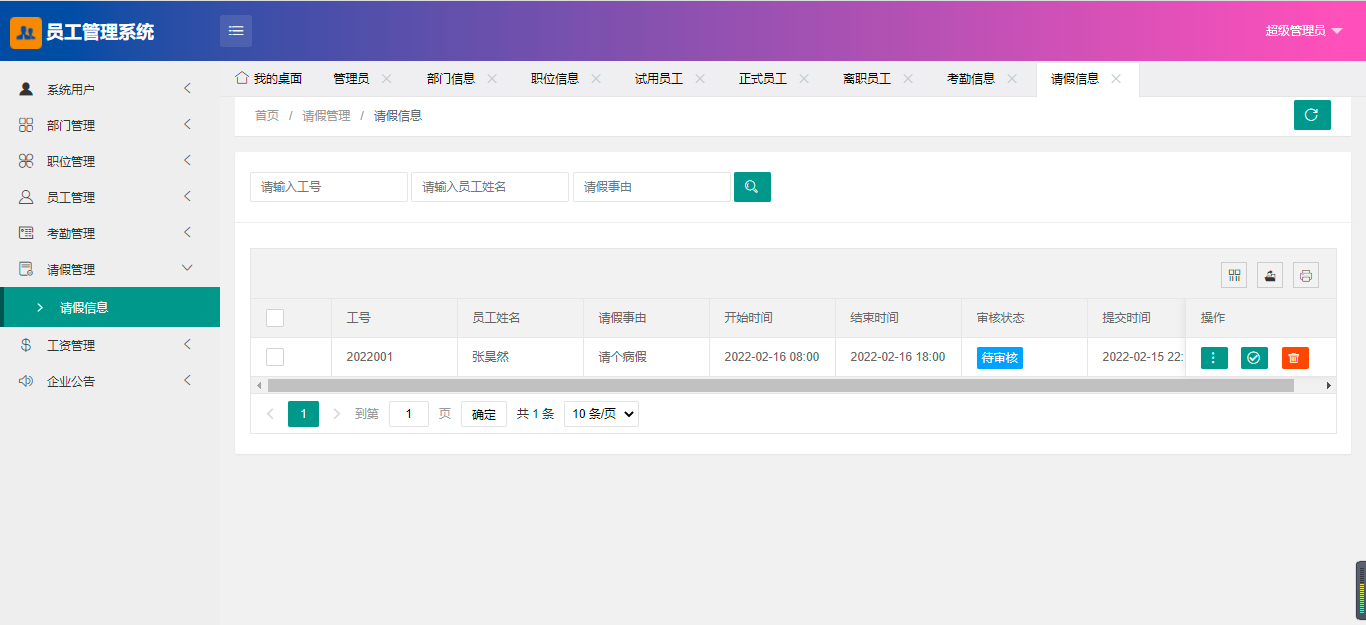 员工管理系统
超级管理员
系统用户
部门管理
职位管理
员工管理
考勤管理
请假管理
请假信息
工资管理
企业公告
我的桌面 管理员 部门信息 职位信息 试用员工 正式员工 离职员工 考勤信息 请假信息
首页 / 请假管理 / 请假信息
请输入工号 请输入员工姓名 请假事由
工号 员工姓名 请假事由 开始时间 结束时间 审核状态 提交时间 操作
2022001 张昊然 请个病假 2022-02-16 08:00 2022-02-16 18:00 待审核 2022-02-15 22:
1 到第 1 页 确定 共 1 条 10 条/页